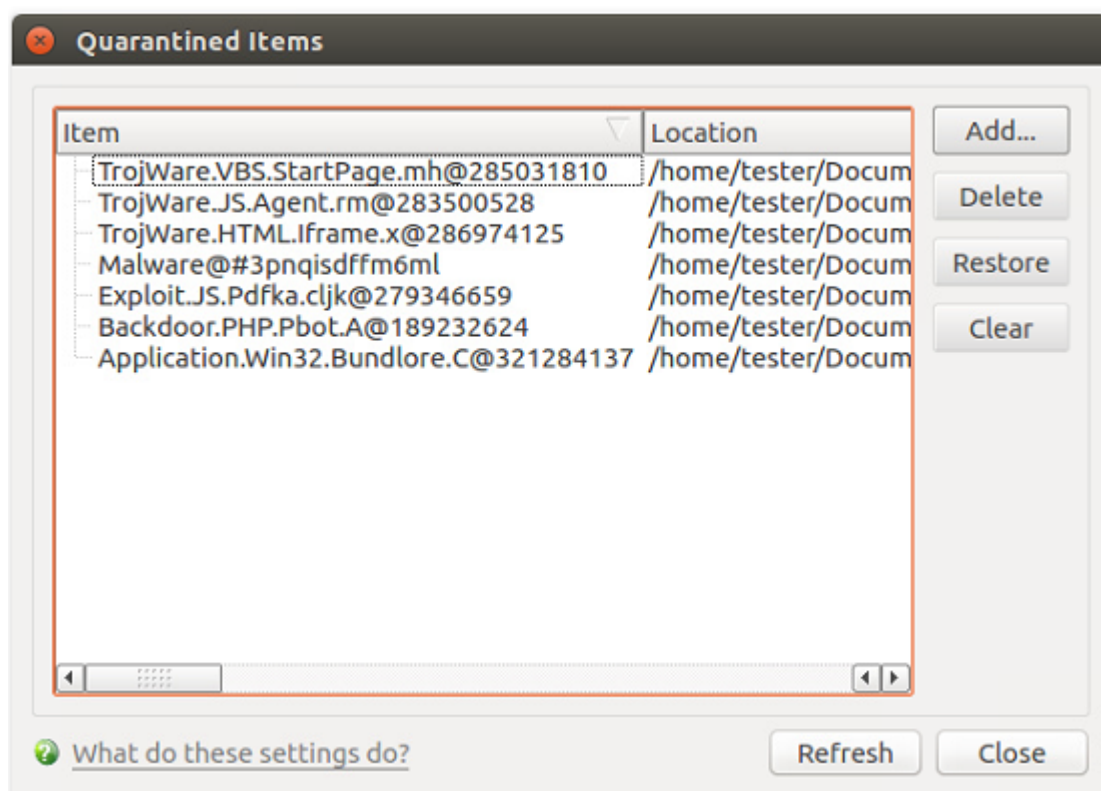 Quarantined Items
Item Location
TrojWare.VBS.StartPage.mh@285031810 /home/tester/Docum
TrojWare.JS.Agent.rm@283500528 /home/tester/Docum
TrojWare.HTML.Iframe.x@286974125 /home/tester/Docum
Malware@#3pnqisdffm6ml /home/tester/Docum
Exploit.JS.Pdfka.cljk@279346659 /home/tester/Docum
Backdoor.PHP.Pbot.A@189232624 /home/tester/Docum
Application.Win32.Bundlore.C@321284137 /home/tester/Docum
Add...
Delete
Restore
Clear
What do these settings do?
Refresh Close